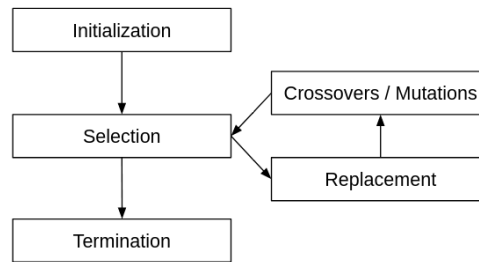 Initialization
Crossovers / Mutations
Selection
Replacement
Termination